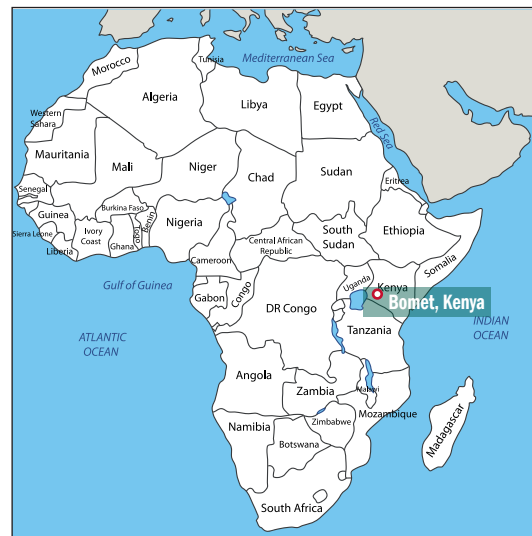 Mediterranean Sea
Morocco
Tunisia
Algeria
Libya
Egypt
Western
Sahara
Red Sea
Mauritania
Mali
Niger
Chad
Sudan
Eritrea
Senegal
Burkina Faso
Guinea
Benin
Nigeria
Togo
Ivory
Coast
Ghana
Sierra Leone
Liberia
South
Sudan
Ethiopia
Central African
Republic
Cameroon
Somalia
Uganda
Kenya
Gulf of Guinea
Gabon
Congo
DR Congo
Bomet, Kenya
Tanzania
INDIAN
OCEAN
ATLANTIC
OCEAN
Angola
Zambia
Malwi
Mozambique
Zimbabwe
Namibia
Botswana
Madagascar
South Africa